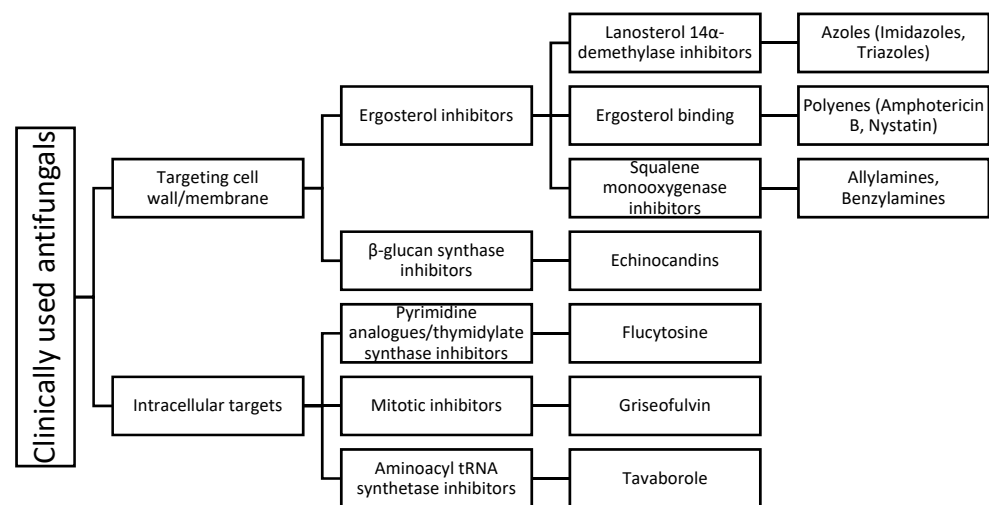 Clinically used antifungals
Targeting cell
wall/membrane
Ergosterol inhibitors
Lanosterol 14α-
demethylase inhibitors
Azoles (Imidazoles,
Triazoles)
Ergosterol binding
Polyenes (Amphotericin
B, Nystatin)
Squalene
monooxygenase
inhibitors
Allylamines,
Benzylamines
β-glucan synthase
inhibitors
Echinocandins
Intracellular targets
Pyrimidine
analogues/thymidylate
synthase inhibitors
Flucytosine
Mitotic inhibitors
Griseofulvin
Aminoacyl tRNA
synthetase inhibitors
Tavaborole